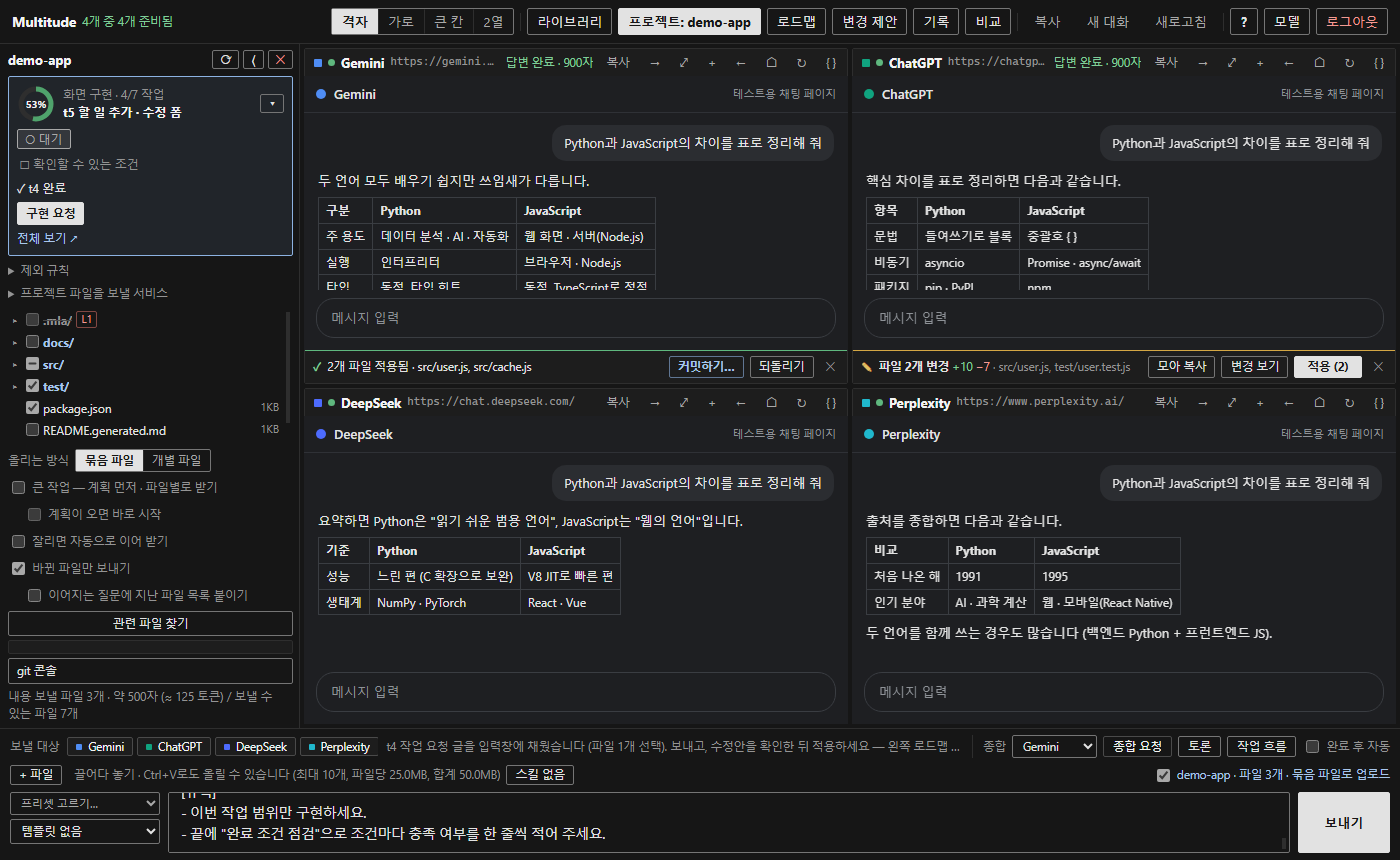 Multitude 4개 중 4개 준비됨 격자 가로 큰 칸 2열 라이브러리 프로젝트: demo-app 로드맵 변경 제안 기록 비교 복사 새 대화 새로고침 ? 모델 로그아웃
demo-app
53% 화면 구현 · 4/7 작업
t5 할 일 추가 · 수정 폼
○ 대기
□ 확인할 수 있는 조건
✓ t4 완료
구현 요청
전체 보기 ↗
▶ 제외 규칙
▶ 프로젝트 파일을 보낼 서비스
.mla/ L1
docs/
src/
test/
package.json 1KB
README.generated.md 1KB
올리는 방식 묶음 파일 개별 파일
큰 작업 — 계획 먼저 · 파일별로 받기
계획이 오면 바로 시작
잘리면 자동으로 이어 받기
바뀐 파일만 보내기
이어지는 질문에 지난 파일 목록 붙이기
관련 파일 찾기
git 콘솔
내용 보낼 파일 3개 · 약 500자 (≈ 125 토큰) / 보낼 수
있는 파일 7개
Gemini https://gemini.… 답변 완료 · 900자 복사 → ⤢ + ← ↻ { }
Gemini 테스트용 채팅 페이지
Python과 JavaScript의 차이를 표로 정리해 줘
두 언어 모두 배우기 쉽지만 쓰임새가 다릅니다.
구분 Python JavaScript
주 용도 데이터 분석 · AI · 자동화 웹 화면 · 서버(Node.js)
실행 인터프리터 브라우저 · Node.js
타입 동적, 타입 힌트 동적, TypeScript로 정적
메시지 입력
✓ 2개 파일 적용됨 · src/user.js, src/cache.js 커밋하기... 되돌리기 ×
ChatGPT https://chatgp… 답변 완료 · 900자 복사 → ⤢ + ← ↻ { }
ChatGPT 테스트용 채팅 페이지
Python과 JavaScript의 차이를 표로 정리해 줘
핵심 차이를 표로 정리하면 다음과 같습니다.
항목 Python JavaScript
문법 들여쓰기로 블록 중괄호 { }
비동기 asyncio Promise · async/await
패키지 pip · PyPI npm
메시지 입력
파일 2개 변경 +10 −7 · src/user.js, test/user.test.js 모아 복사 변경 보기 적용 (2) ×
DeepSeek https://chat.deepseek.com/ 복사 → ⤢ + ← ↻ { }
DeepSeek 테스트용 채팅 페이지
Python과 JavaScript의 차이를 표로 정리해 줘
요약하면 Python은 "읽기 쉬운 범용 언어", JavaScript는 "웹의 언어"입니다.
기준 Python JavaScript
성능 느린 편 (C 확장으로 보완) V8 JIT로 빠른 편
생태계 NumPy · PyTorch React · Vue
메시지 입력
Perplexity https://www.perplexity.ai/ 복사 → ⤢ + ← ↻ { }
Perplexity 테스트용 채팅 페이지
Python과 JavaScript의 차이를 표로 정리해 줘
출처를 종합하면 다음과 같습니다.
비교 Python JavaScript
처음 나온 해 1991 1995
인기 분야 AI · 과학 계산 웹 · 모바일(React Native)
두 언어를 함께 쓰는 경우도 많습니다 (백엔드 Python + 프런트엔드 JS).
메시지 입력
보낼 대상 Gemini ChatGPT DeepSeek Perplexity t4 작업 요청 글을 입력창에 채웠습니다 (파일 1개 선택). 보내고, 수정안을 확인한 뒤 적용하세요 — 왼쪽 로드맵 … 종합 Gemini 종합 요청 토론 작업 흐름 완료 후 자동
+ 파일 끌어다 놓기 · Ctrl+V로도 올릴 수 있습니다 (최대 10개, 파일당 25.0MB, 합계 50.0MB) 스킬 없음 demo-app · 파일 3개 · 묶음 파일로 업로드
프리셋 고르기...
템플릿 없음
- 이번 작업 범위만 구현하세요.
- 끝에 "완료 조건 점검"으로 조건마다 충족 여부를 한 줄씩 적어 주세요.
보내기